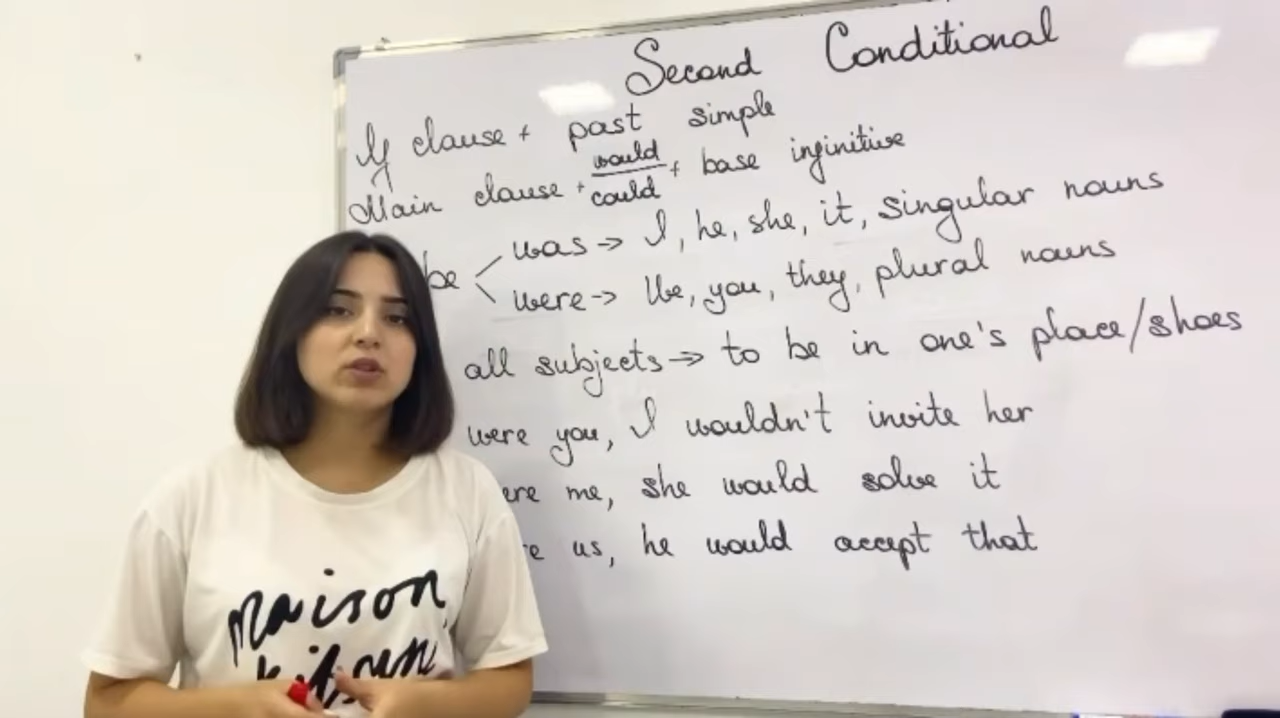 Second Conditional
If clause + past simple
Main clause + would/could + base infinitive
be
was → I, he, she, it, singular nouns
were → We, you, they, plural nouns
all subjects → to be in one's place/shoes
were you, I wouldn't invite her
ere me, she would solve it
e us, he would accept that
maison